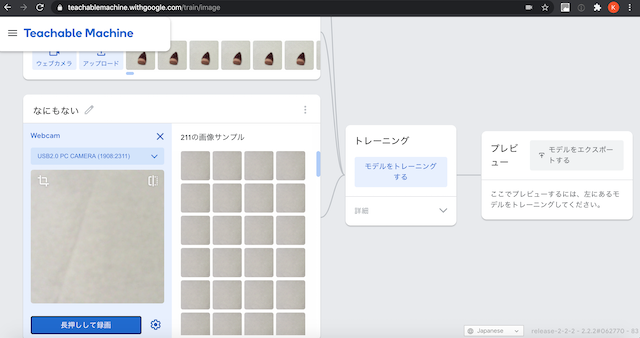 teachablemachine.withgoogle.com/train/image
K
Teachable Machine
ウェブカメラ
アップロード
なにもない
Webcam
USB2.0 PC CAMERA (1908:2311)
長押しして録画
211の画像サンプル
トレーニング
モデルをトレーニング
する
詳細
プレビ
ュー
モデルをエクスポー
トする
ここでプレビューするには、左にあるモ
デルをトレーニングしてください。
Japanese
release-2-2-2 - 2.2.2#062770 - 83